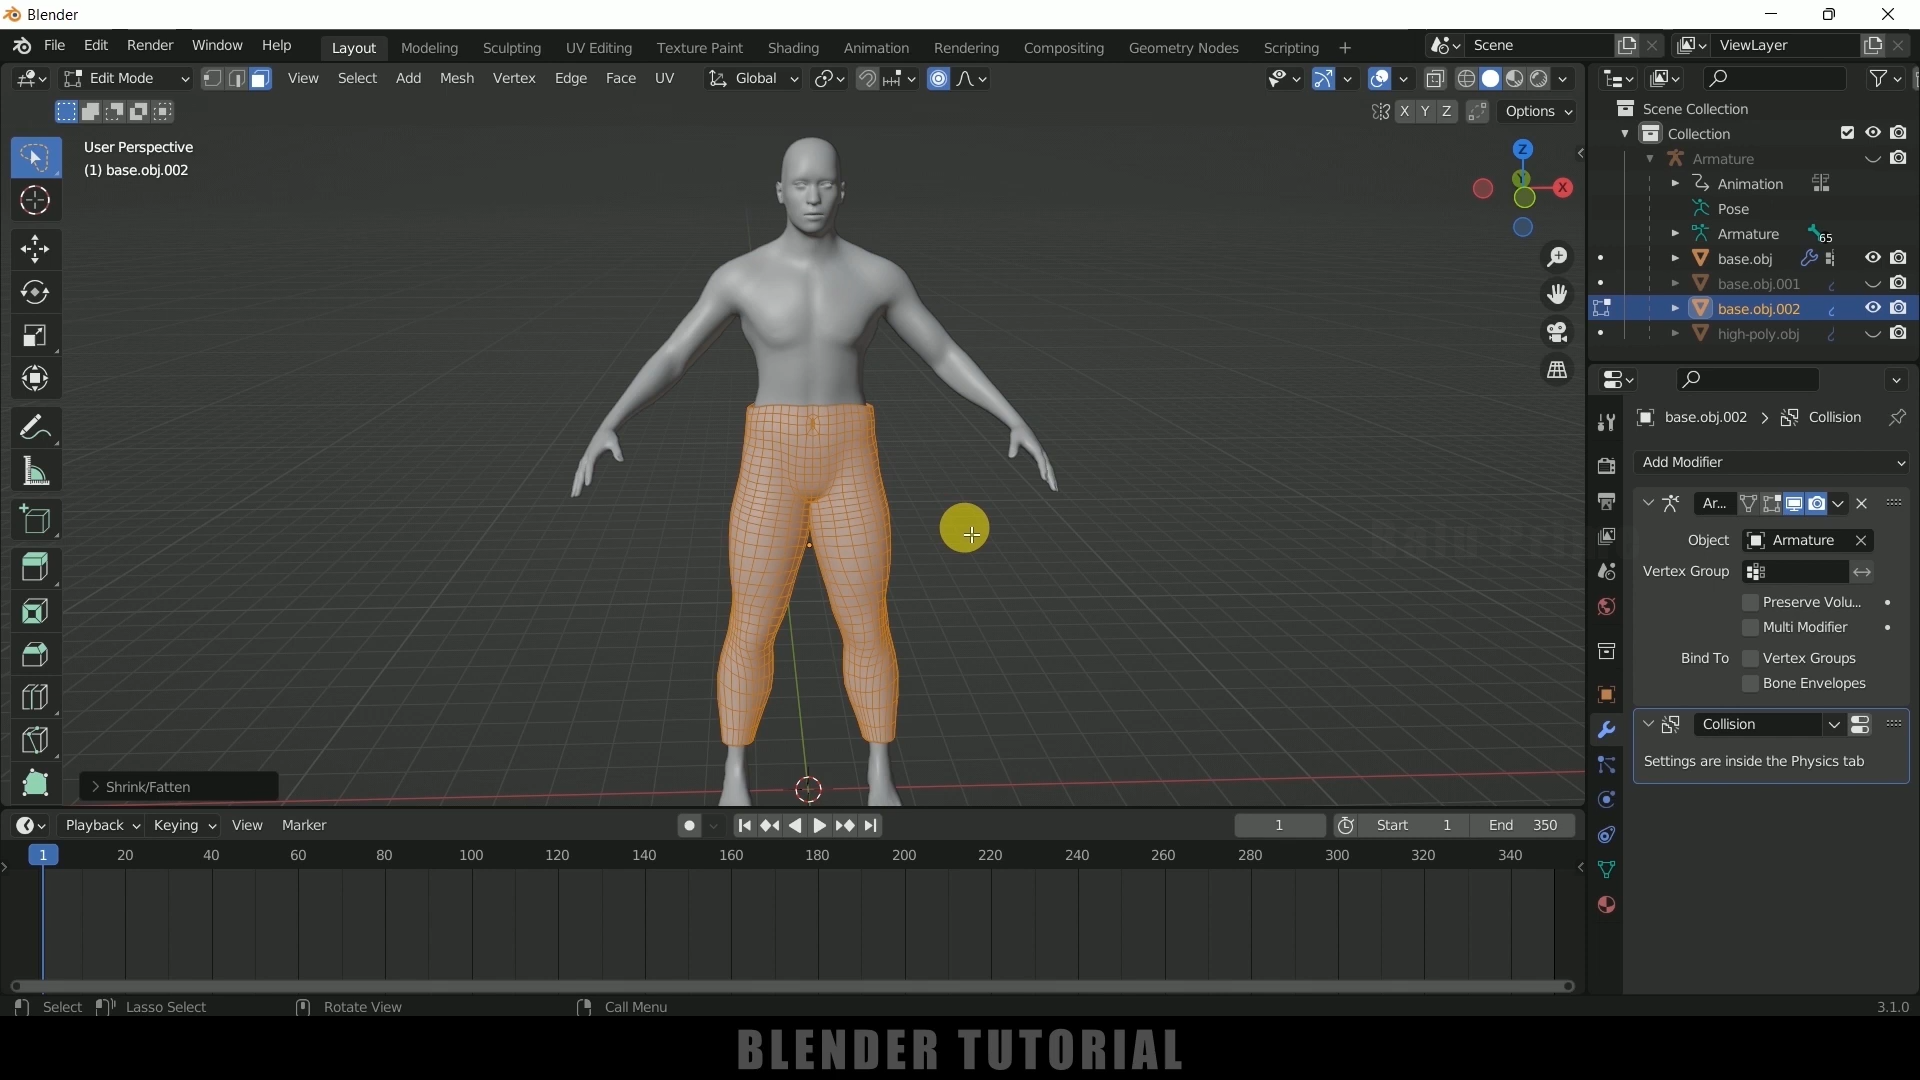 Blender
File Edit Render Window Help
Layout Modeling Sculpting UV Editing Texture Paint Shading Animation Rendering Compositing Geometry Nodes Scripting +
Scene
ViewLayer
Edit Mode
View Select Add Mesh Vertex Edge Face UV
Global
X Y Z
Options
User Perspective
(1) base.obj.002
Z
Y
X
Scene Collection
Collection
Armature
Animation
Pose
Armature 65
base.obj
base.obj.001
base.obj.002
high-poly.obj
base.obj.002 > Collision
Add Modifier
Ar...
Object Armature
Vertex Group
Preserve Volu...
Multi Modifier
Bind To Vertex Groups
Bone Envelopes
Collision
Settings are inside the Physics tab
> Shrink/Fatten
Playback Keying View Marker
1
Start 1
End 350
1 20 40 60 80 100 120 140 160 180 200 220 240 260 280 300 320 340
Select Lasso Select Rotate View Call Menu
3.1.0
BLENDER TUTORIAL